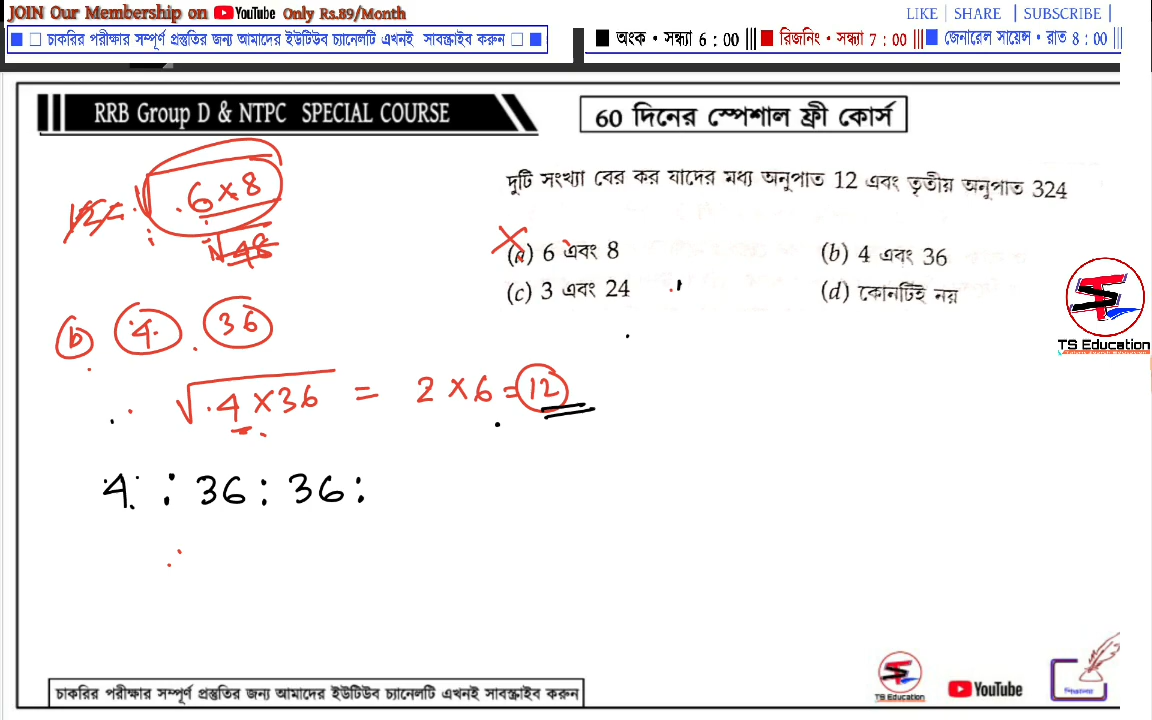 JOIN Our Membership on YouTube Only Rs.89/Month
LIKE | SHARE | SUBSCRIBE |
■ □ চাকরির পরীক্ষার সম্পূর্ণ প্রস্তুতির জন্য আমাদের ইউটিউব চ্যানেলটি এখনই সাবস্ক্রাইব করুন □ ■
■ অংক • সন্ধ্যা 6 : 00 ||| ■ রিজনিং • সন্ধ্যা 7 : 00 ||| ■ জেনারেল সায়েন্স • রাত 8 : 00 |||
RRB Group D & NTPC SPECIAL COURSE
60 দিনের স্পেশাল ফ্রী কোর্স
দুটি সংখ্যা বের কর যাদের মধ্য অনুপাত 12 এবং তৃতীয় অনুপাত 324
(a) 6 এবং 8
(b) 4 এবং 36
(c) 3 এবং 24
(d) কোনটিই নয়
√6×8
√48
(b) 4. 36
∴ √4×36 = 2×6=12
4 : 36 : 36 :
TS Education
চাকরির পরীক্ষার সম্পূর্ণ প্রস্তুতির জন্য আমাদের ইউটিউব চ্যানেলটি এখনই সাবস্ক্রাইব করুন
TS Education
YouTube